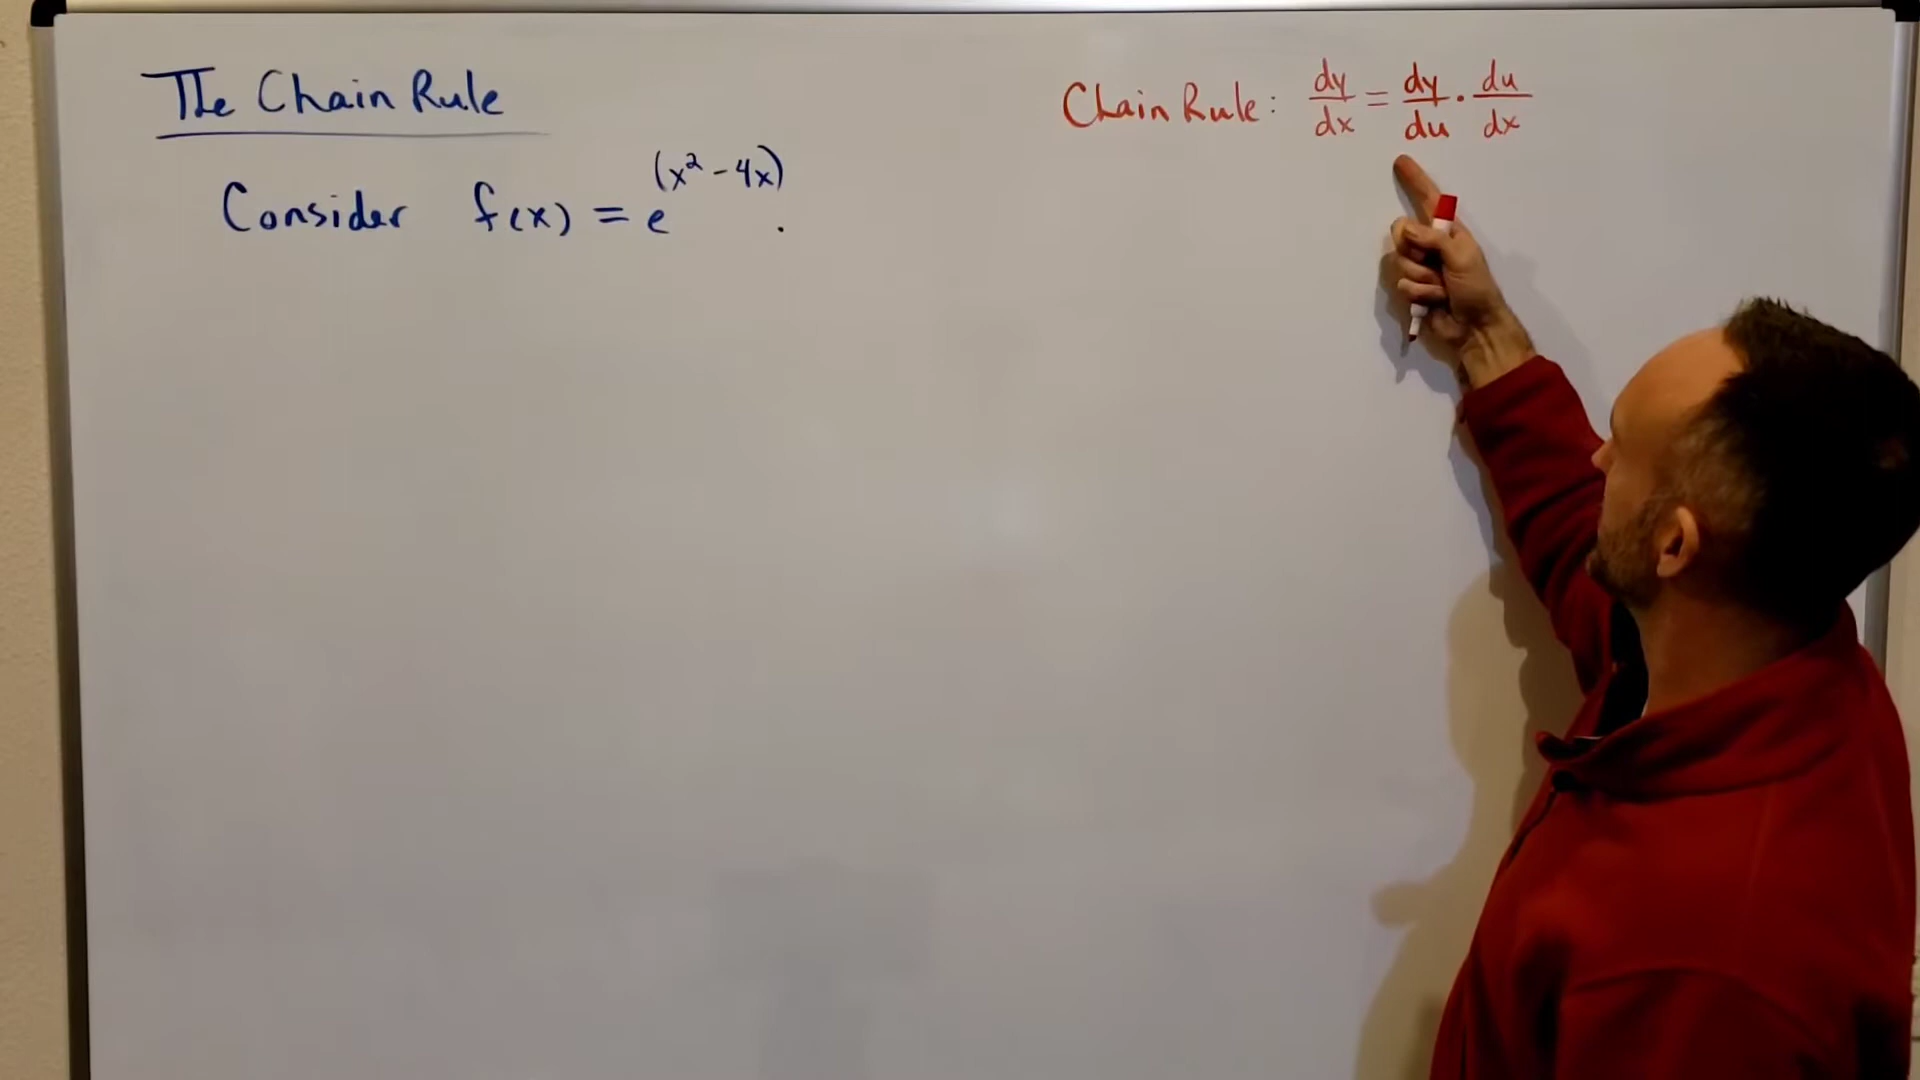 The Chain Rule
Chain Rule: dy/dx = dy/du · du/dx
Consider f(x) = e^(x² - 4x).